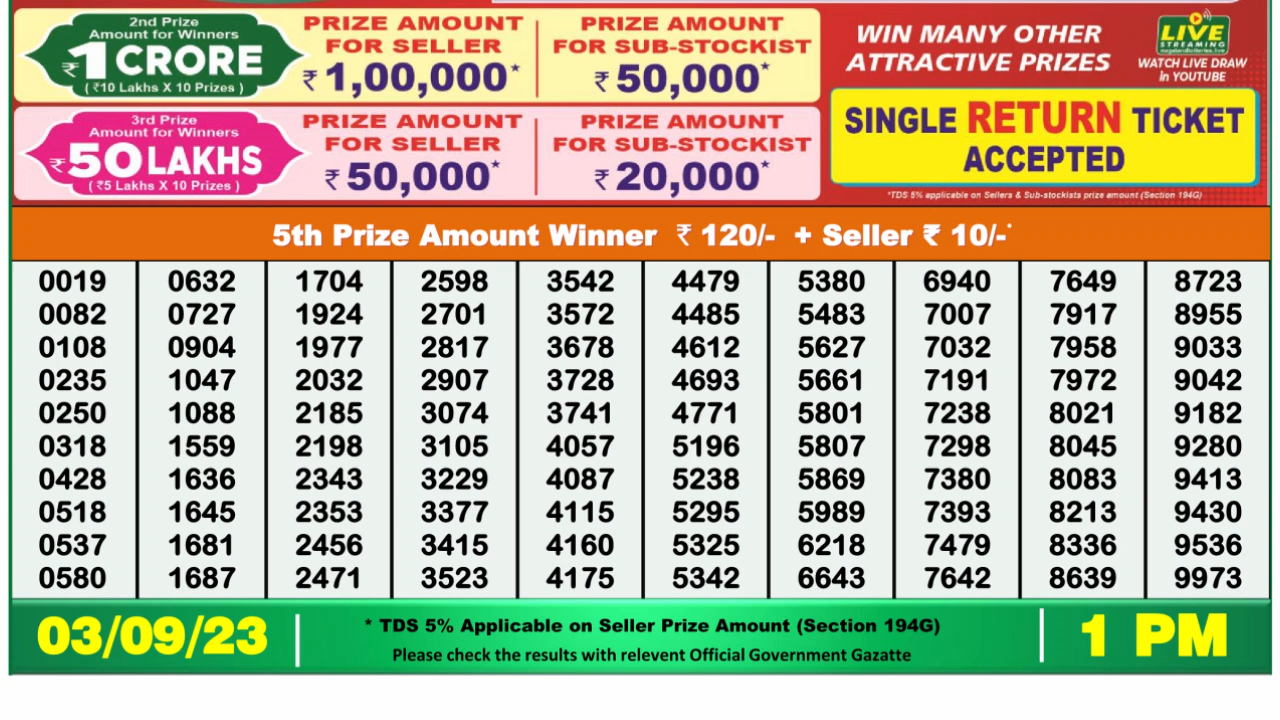 2nd Prize
Amount for Winners
₹1 CRORE
(₹10 Lakhs X 10 Prizes)
PRIZE AMOUNT
FOR SELLER
₹ 1,00,000*
PRIZE AMOUNT
FOR SUB-STOCKIST
₹ 50,000*
3rd Prize
Amount for Winners
₹50 LAKHS
(₹5 Lakhs X 10 Prizes)
PRIZE AMOUNT
FOR SELLER
₹ 50,000*
PRIZE AMOUNT
FOR SUB-STOCKIST
₹ 20,000*
WIN MANY OTHER
ATTRACTIVE PRIZES
LIVE
STREAMING
WATCH LIVE DRAW
in YOUTUBE
SINGLE RETURN TICKET
ACCEPTED
*TDS 5% applicable on Sellers & Sub-stockists prize amount (Section 194G)
5th Prize Amount Winner ₹ 120/- + Seller ₹ 10/-*
0019 0632 1704 2598 3542 4479 5380 6940 7649 8723
0082 0727 1924 2701 3572 4485 5483 7007 7917 8955
0108 0904 1977 2817 3678 4612 5627 7032 7958 9033
0235 1047 2032 2907 3728 4693 5661 7191 7972 9042
0250 1088 2185 3074 3741 4771 5801 7238 8021 9182
0318 1559 2198 3105 4057 5196 5807 7298 8045 9280
0428 1636 2343 3229 4087 5238 5869 7380 8083 9413
0518 1645 2353 3377 4115 5295 5989 7393 8213 9430
0537 1681 2456 3415 4160 5325 6218 7479 8336 9536
0580 1687 2471 3523 4175 5342 6643 7642 8639 9973
03/09/23
* TDS 5% Applicable on Seller Prize Amount (Section 194G)
Please check the results with relevent Official Government Gazatte
1 PM